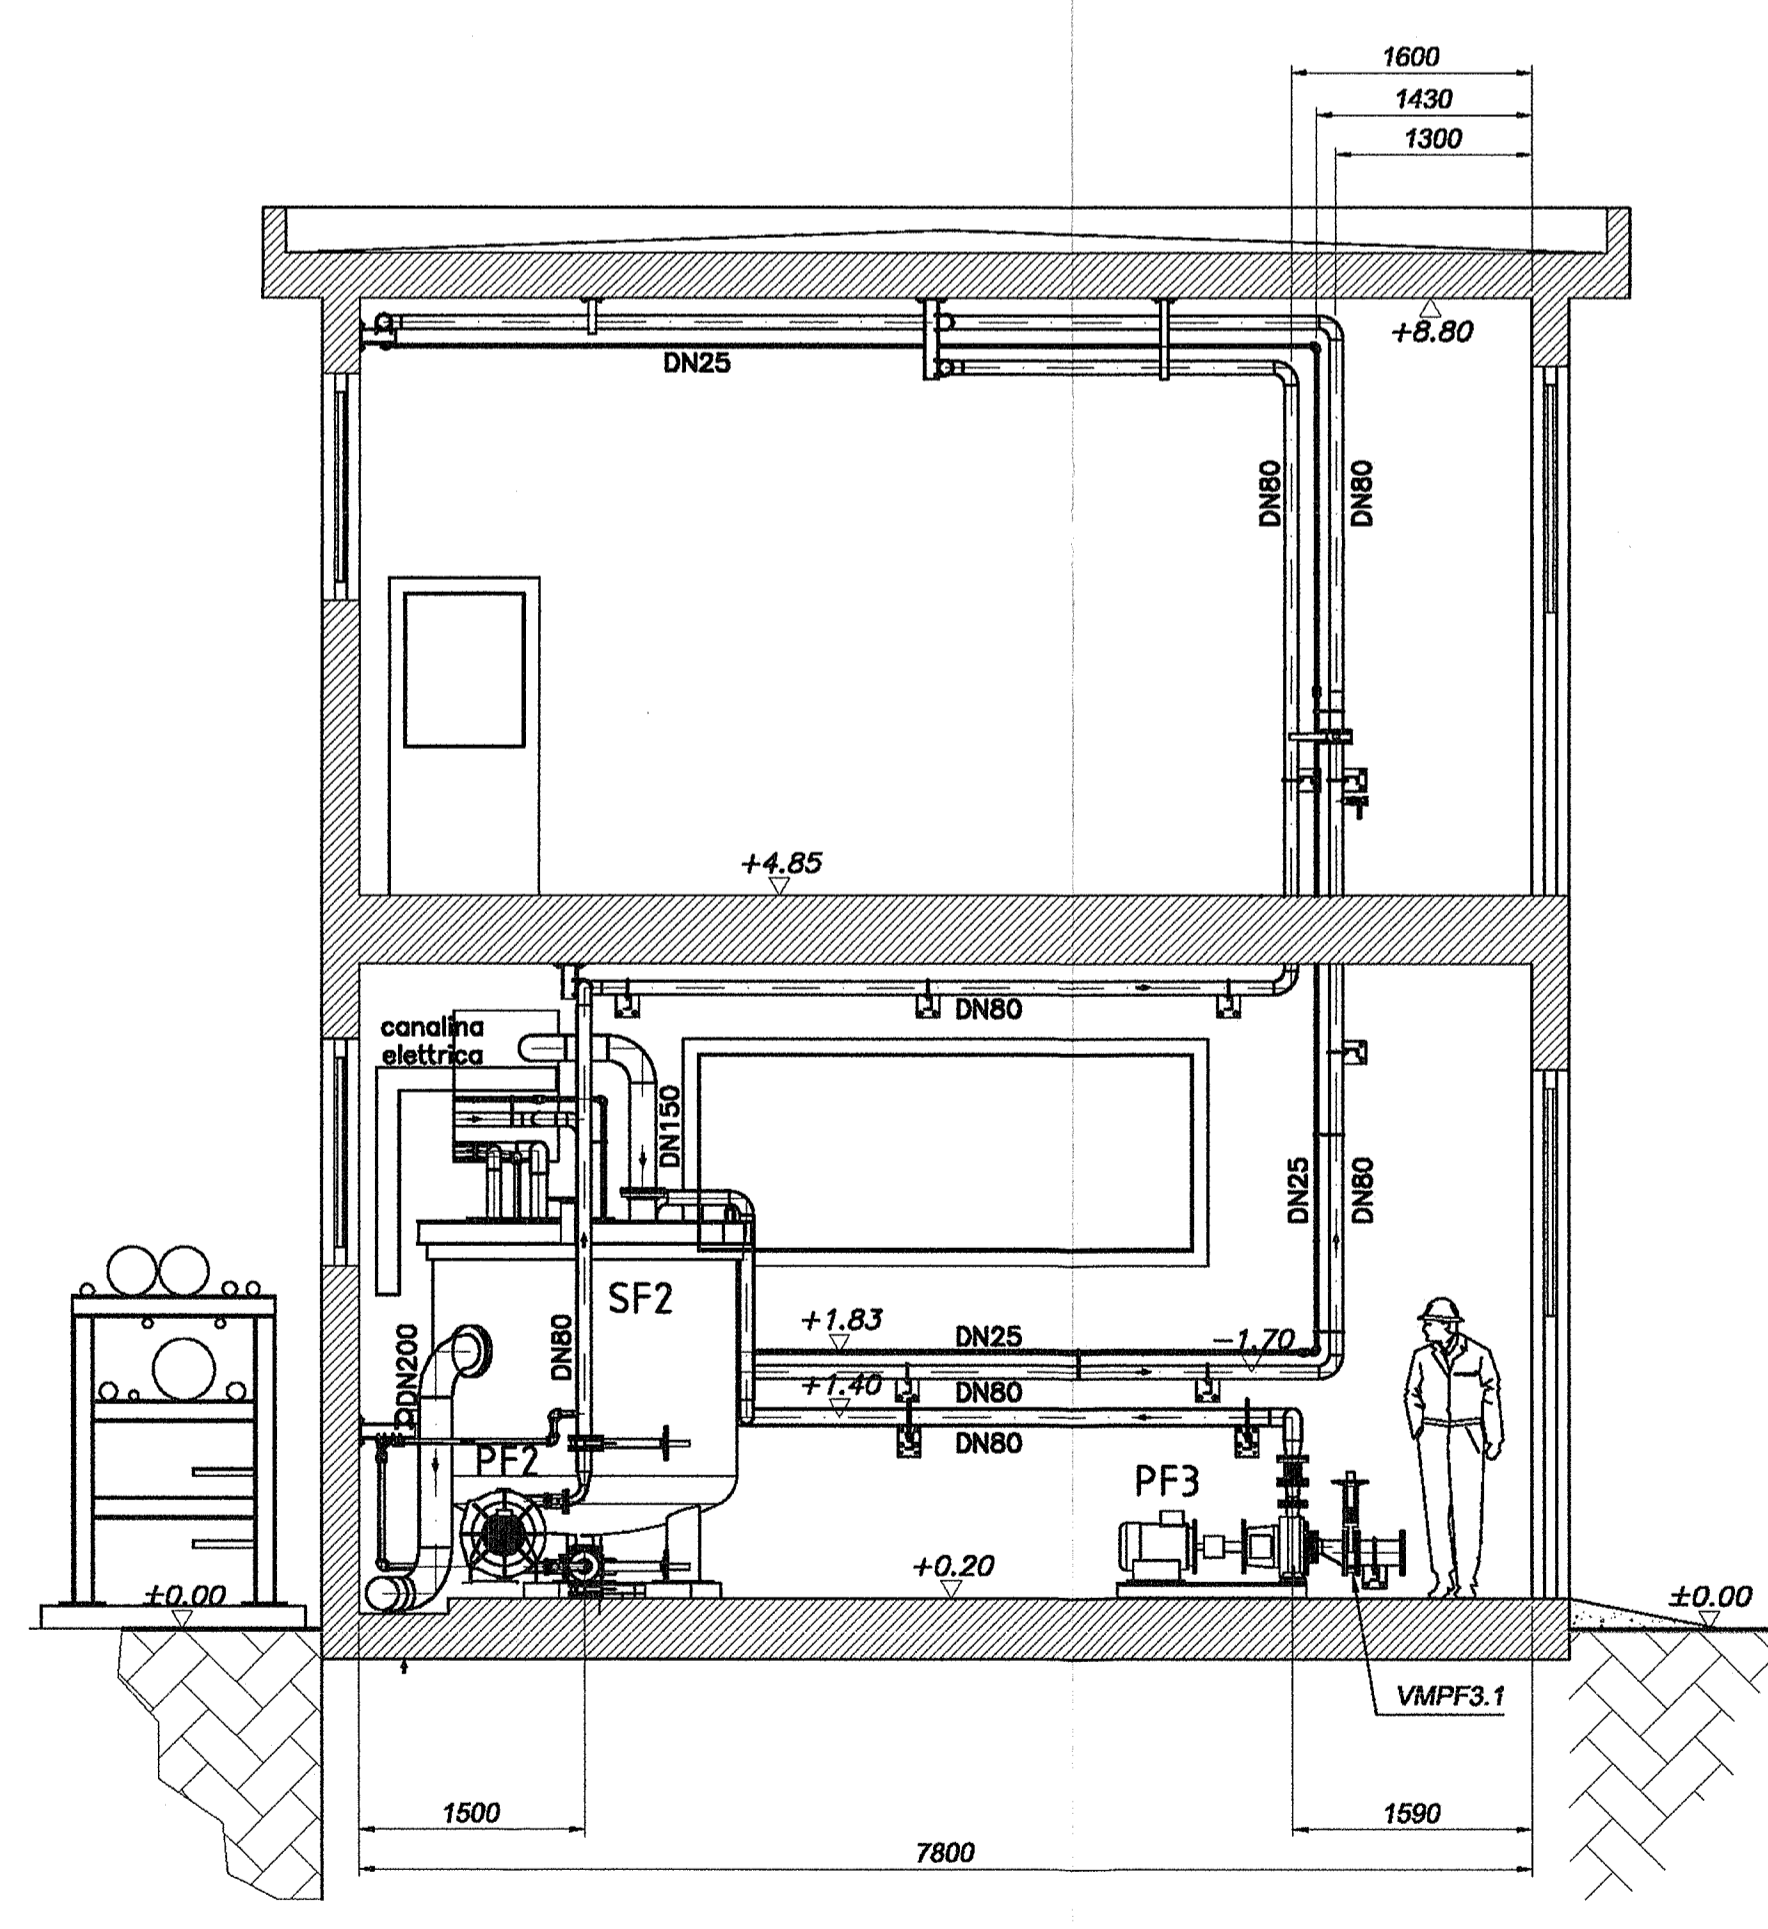 1600
1430
1300
+8.80
DN25
DN80
DN80
+4.85
DN80
canalina
elettrica
DN150
DN25
DN80
SF2
+1.83
DN25
-1.70
DN200
DN80
+1.40
DN80
DN80
PF2
PF3
+0.20
±0.00
±0.00
VMPF3.1
1500
1590
7800